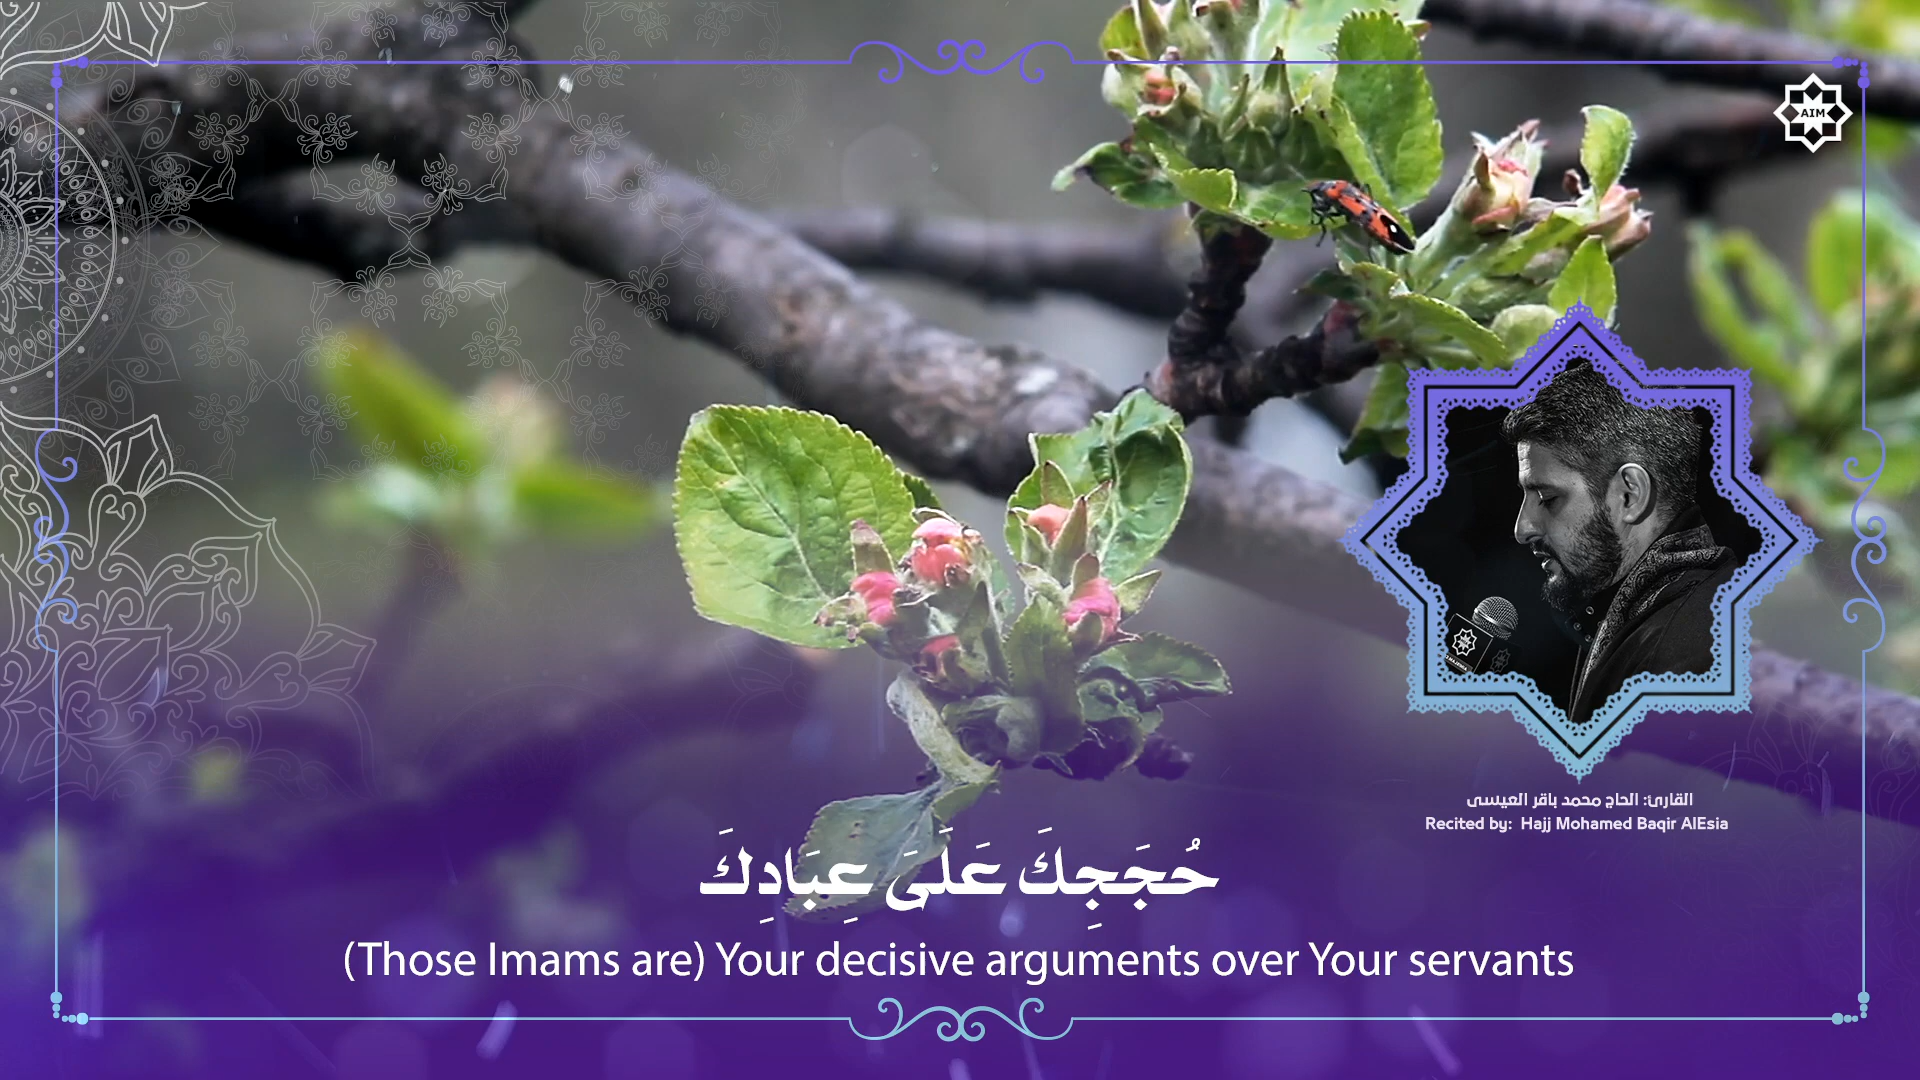 AIM
القارئ: الحاج محمد باقر العيسى
Recited by: Hajj Mohamed Baqir AlEsia
حُجَجِكَ عَلَىَ عِبَادِكَ
(Those Imams are) Your decisive arguments over Your servants